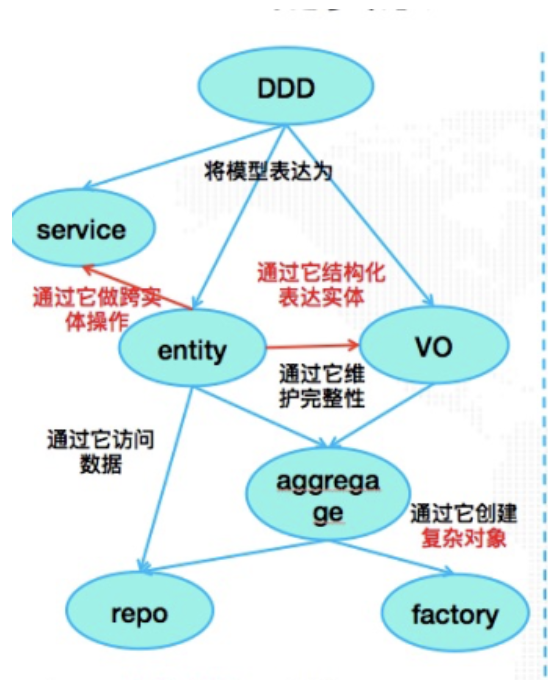 DDD
将模型表达为
service
通过它结构化
表达实体
通过它做跨实
体操作
entity
VO
通过它维
护完整性
通过它访问
数据
aggrega
ge
通过它创建
复杂对象
repo
factory